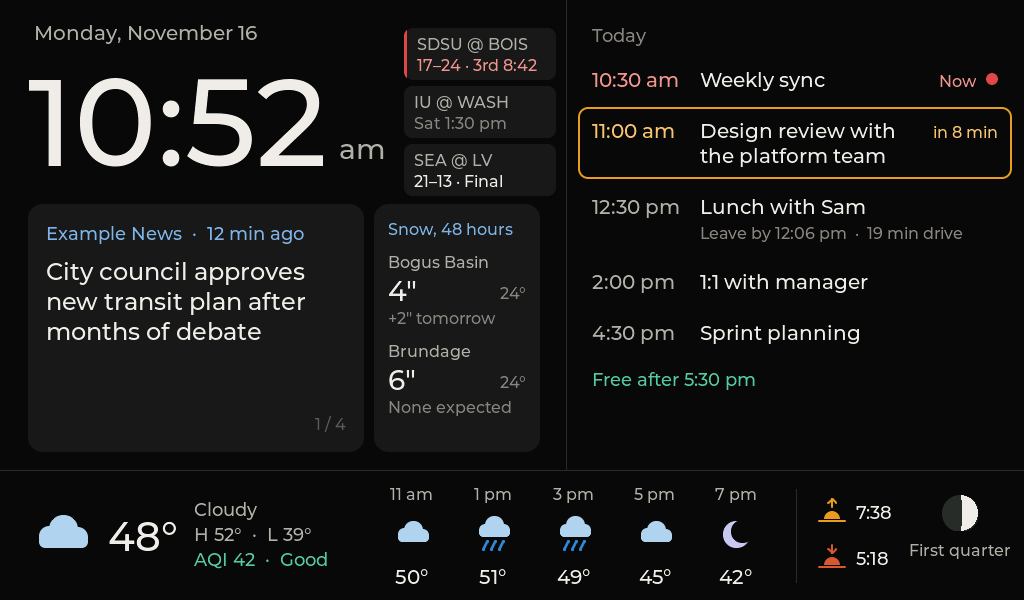 Monday, November 16
10:52 am
SDSU @ BOIS
17–24 · 3rd 8:42
IU @ WASH
Sat 1:30 pm
SEA @ LV
21–13 · Final
Example News · 12 min ago
City council approves
new transit plan after
months of debate
1 / 4
Snow, 48 hours
Bogus Basin
4" 24°
+2" tomorrow
Brundage
6" 24°
None expected
Today
10:30 am Weekly sync Now
11:00 am Design review with in 8 min
the platform team
12:30 pm Lunch with Sam
Leave by 12:06 pm · 19 min drive
2:00 pm 1:1 with manager
4:30 pm Sprint planning
Free after 5:30 pm
48°
Cloudy
H 52° · L 39°
AQI 42 · Good
11 am 1 pm 3 pm 5 pm 7 pm
50° 51° 49° 45° 42°
7:38
5:18
First quarter